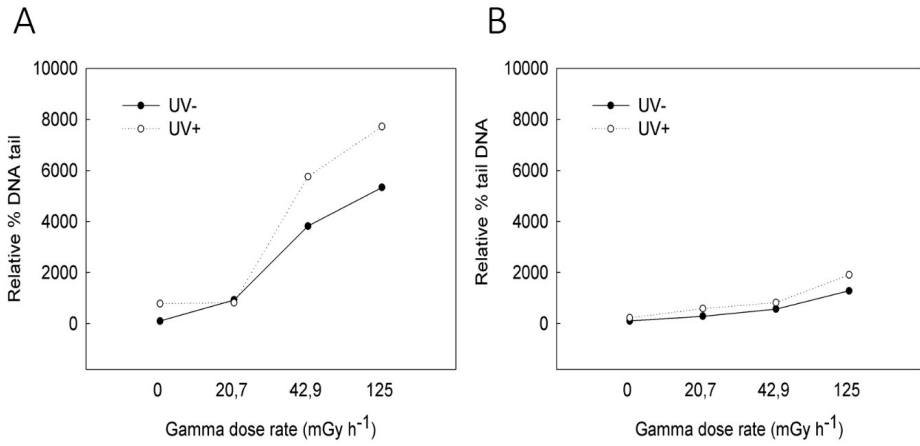 A
B
10000
8000
6000
4000
2000
0
Relative % DNA tail
UV-
UV+
0 20,7 42,9 125
Gamma dose rate (mGy h-1)
10000
8000
6000
4000
2000
0
Relative % tail DNA
UV-
UV+
0 20,7 42,9 125
Gamma dose rate (mGy h-1)